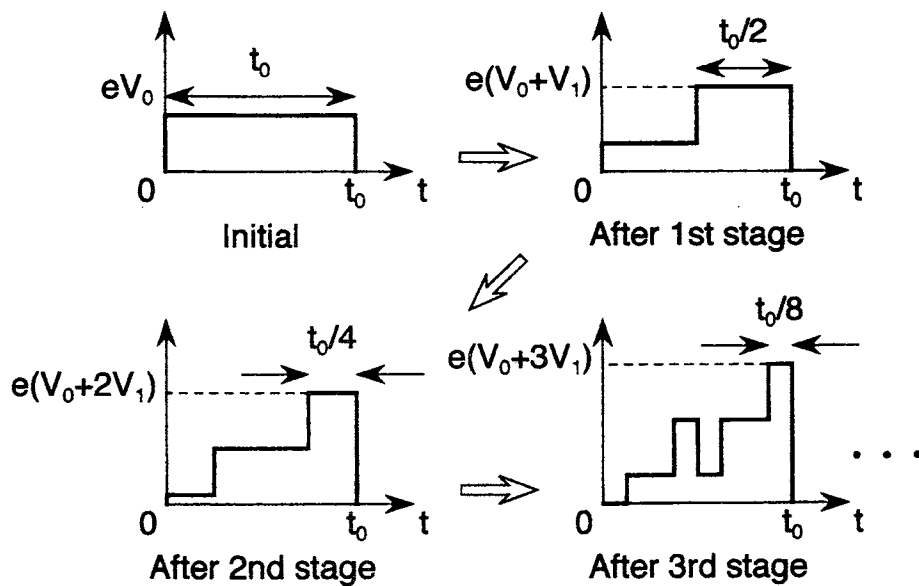 t₀
eV₀
0
t₀
t
Initial
t₀/2
e(V₀+V₁)
0
t₀
t
After 1st stage
t₀/4
e(V₀+2V₁)
0
t₀
t
After 2nd stage
t₀/8
e(V₀+3V₁)
0
t₀
t
After 3rd stage
. . .